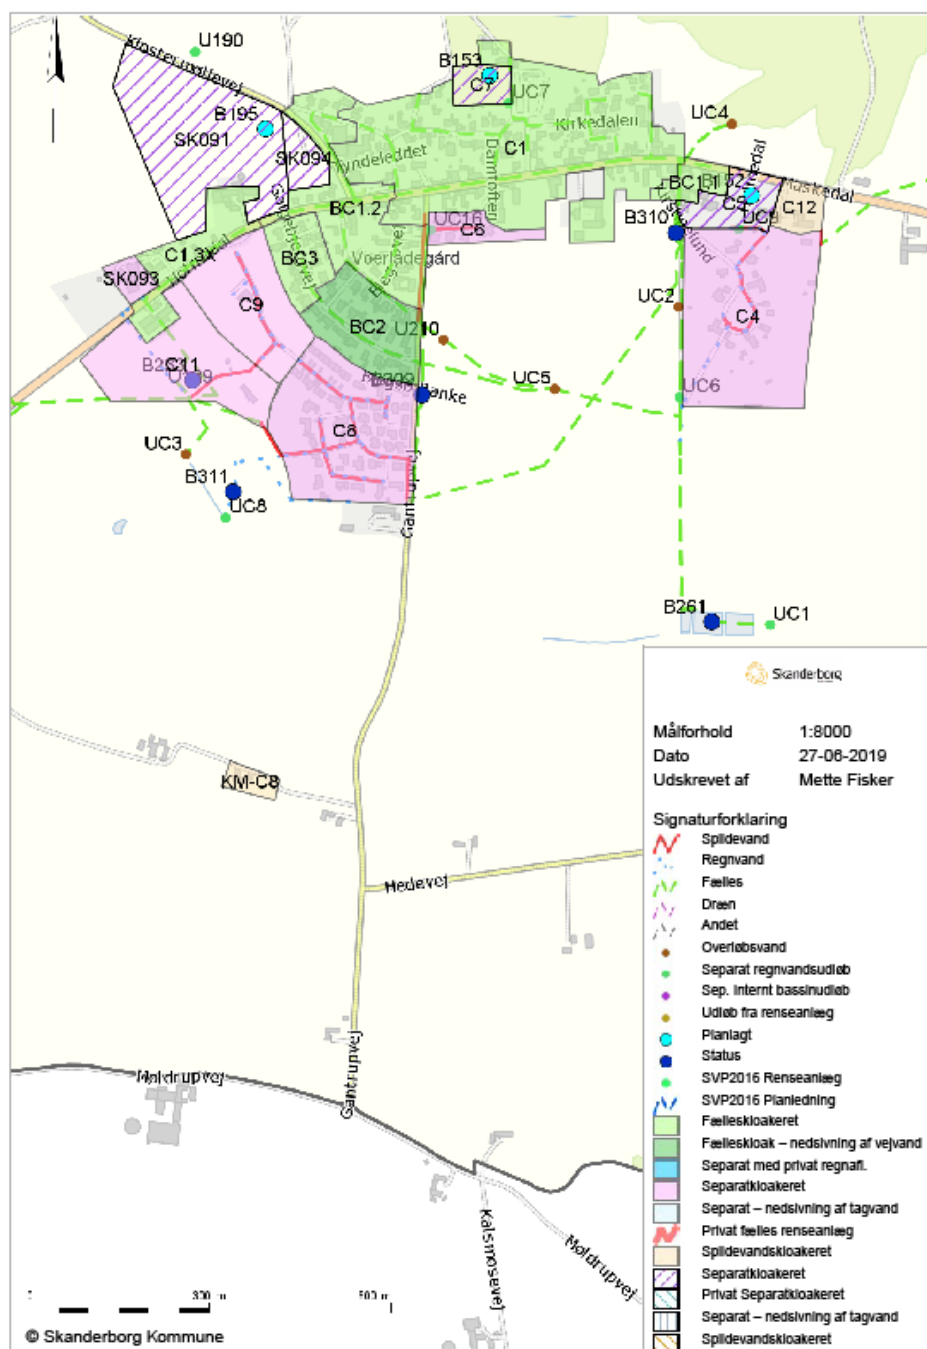 U190
Klostermøllevej
B153
C7
UC7
UC4
Kirkedalen
B195
SK091
SK094
C1
Damtoften
BC1.1
B152
Maskedal
C5
C12
UC9
BC1.2
UC16
C6
B310
C1.3X
BC3
Voerladegård
SK093
C9
UC2
C4
BC2
U210
C11
UC5
UC6
C8
UC3
B311
UC8
Gantrupvej
B261
UC1
Skanderborg
Målforhold 1:8000
Dato 27-06-2019
Udskrevet af Mette Fisker
KM-C8
Signaturforklaring
Spildevand
Regnvand
Fælles
Dræn
Andet
Overløbsvand
Separat regnvandsudløb
Sep. internt bassinudløb
Udløb fra renseanlæg
Planlagt
Status
SVP2016 Renseanlæg
SVP2016 Planledning
Fælleskloakeret
Fælleskloak – nedsivning af vejvand
Separat med privat regnafl.
Separatkloakeret
Separat – nedsivning af tagvand
Privat fælles renseanlæg
Spildevandskloakeret
Separatkloakeret
Privat Separatkloakeret
Separat – nedsivning af tagvand
Spildevandskloakeret
Hedevej
Gantrupvej
Moldrupvej
Kalsmosevej
Moldrupvej
© Skanderborg Kommune